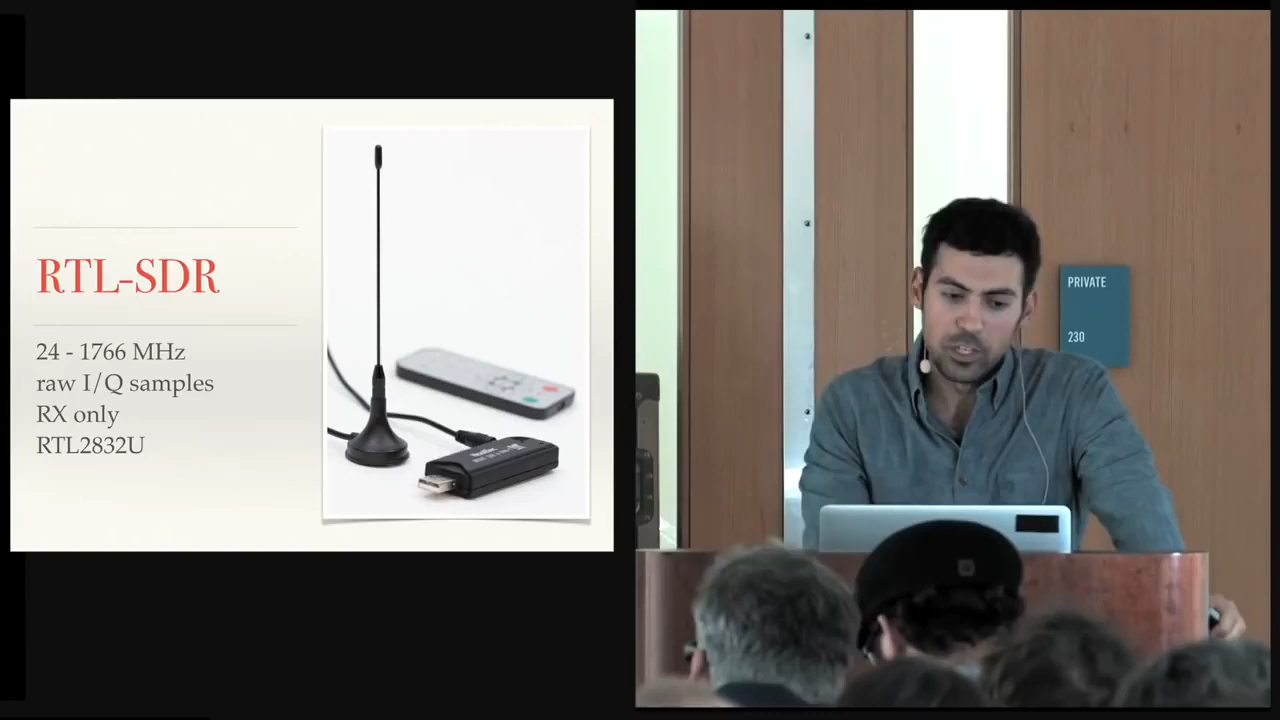 RTL-SDR
24 - 1766 MHz
raw I/Q samples
RX only
RTL2832U
PRIVATE
230